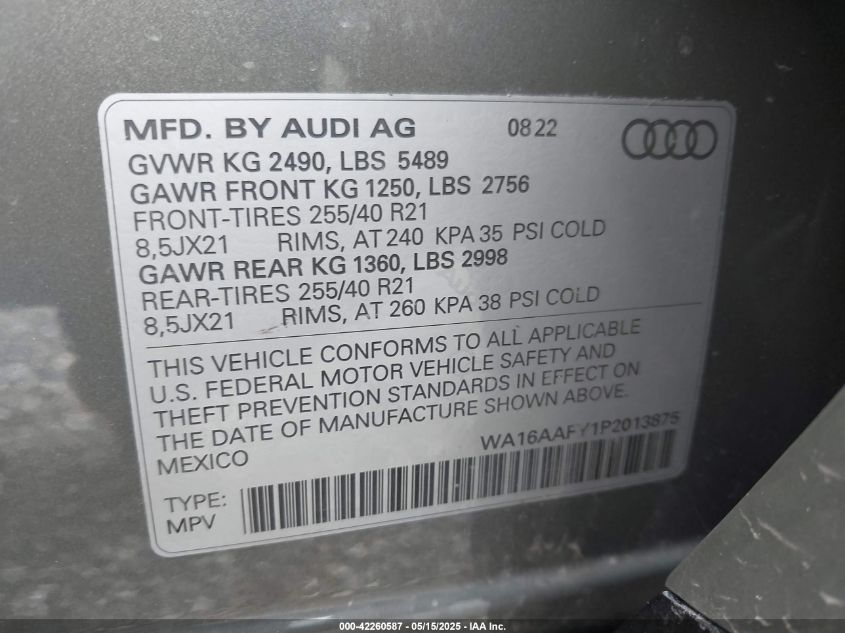 MFD. BY AUDI AG 08 22
GVWR KG 2490, LBS 5489
GAWR FRONT KG 1250, LBS 2756
FRONT-TIRES 255/40 R21
8,5JX21 RIMS, AT 240 KPA 35 PSI COLD
GAWR REAR KG 1360, LBS 2998
REAR-TIRES 255/40 R21
8,5JX21 RIMS, AT 260 KPA 38 PSI COLD
THIS VEHICLE CONFORMS TO ALL APPLICABLE
U.S. FEDERAL MOTOR VEHICLE SAFETY AND
THEFT PREVENTION STANDARDS IN EFFECT ON
THE DATE OF MANUFACTURE SHOWN ABOVE.
MEXICO WA16AAFY1P2013875
TYPE:
MPV
000-42260587 - 05/15/2025 - IAA Inc.